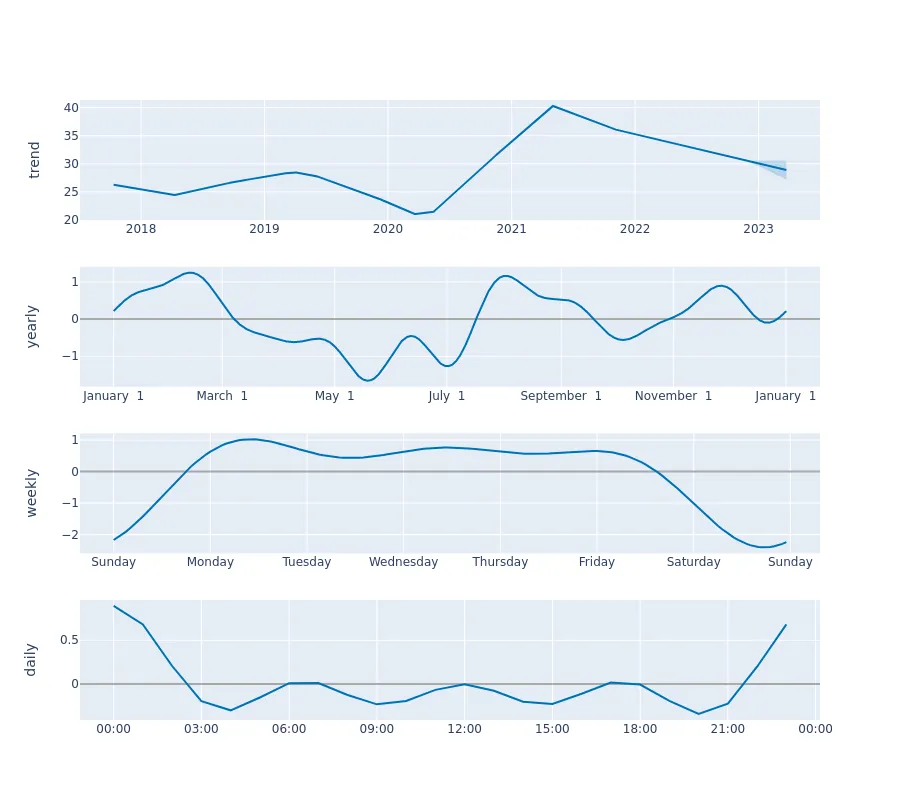 trend
40
35
30
25
20
2018 2019 2020 2021 2022 2023
yearly
1
0
−1
January 1 March 1 May 1 July 1 September 1 November 1 January 1
weekly
1
0
−1
−2
Sunday Monday Tuesday Wednesday Thursday Friday Saturday Sunday
daily
0.5
0
00:00 03:00 06:00 09:00 12:00 15:00 18:00 21:00 00:00